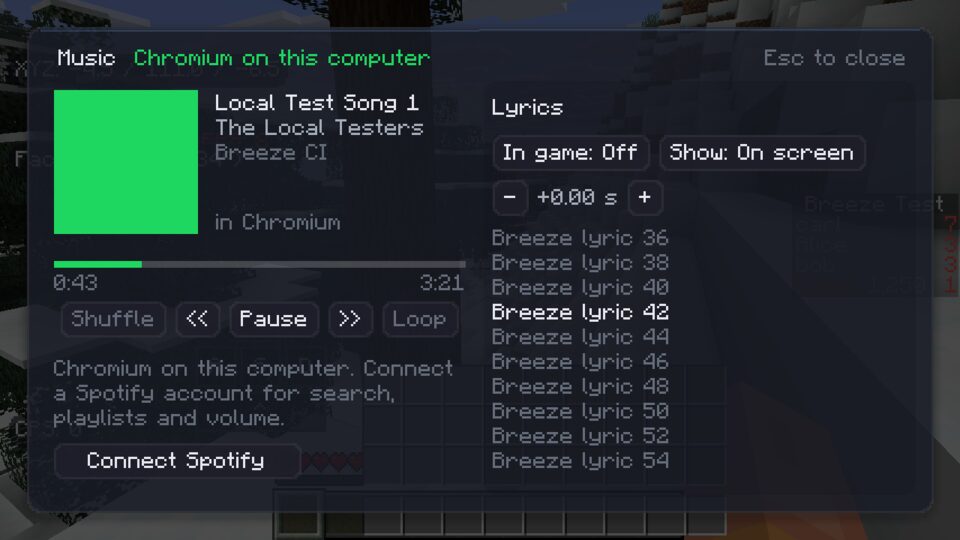 Music Chromium on this computer
Esc to close
Local Test Song 1
The Local Testers
Breeze CI
in Chromium
0:43
3:21
Shuffle
<<
Pause
>>
Loop
Chromium on this computer. Connect
a Spotify account for search,
playlists and volume.
Connect Spotify
Lyrics
In game: Off
Show: On screen
-
+0.00 s
+
Breeze lyric 36
Breeze lyric 38
Breeze lyric 40
Breeze lyric 42
Breeze lyric 44
Breeze lyric 46
Breeze lyric 48
Breeze lyric 50
Breeze lyric 52
Breeze lyric 54
Breeze Test
carl
Alice
bob